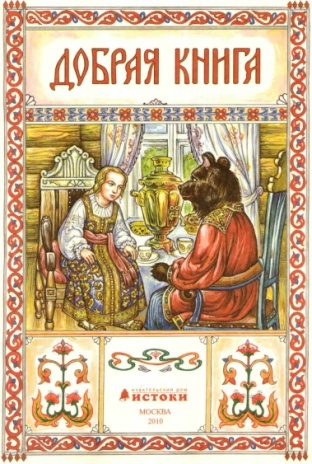 ДОБРАЯ КНИГА
ИЗДАТЕЛЬСКИЙ ДОМ
ИСТОКИ
МОСКВА
2010